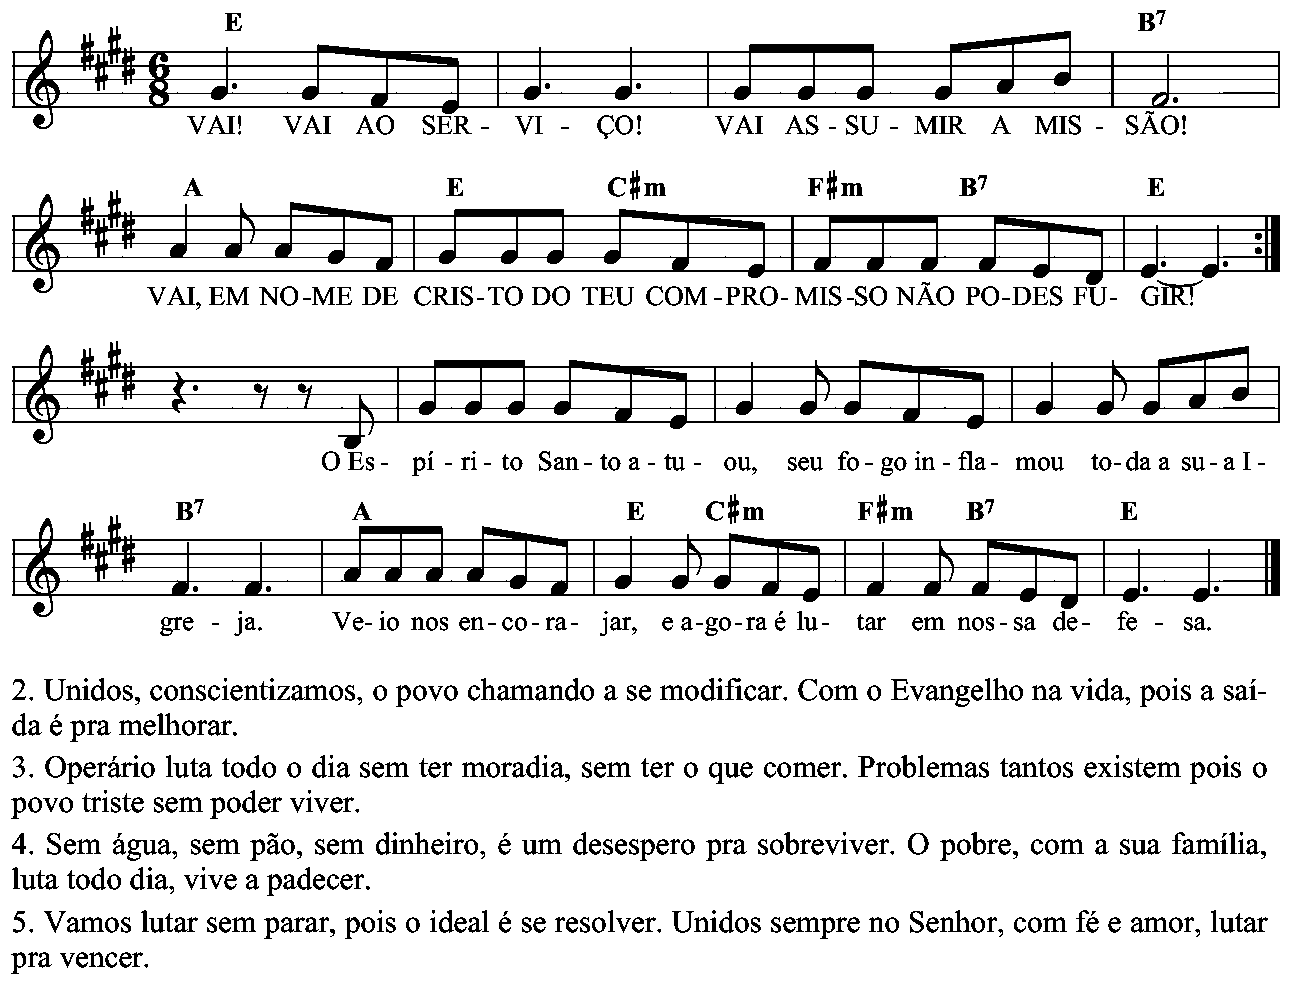 E B7
6
8
VAI! VAI AO SER - VI - ÇO! VAI AS - SU - MIR A MIS - SÃO!
A E C♯m F♯m B7 E
VAI, EM NO-ME DE CRIS-TO DO TEU COM-PRO-MIS-SO NÃO PO-DES FU- GIR!
O Es- pí - ri - to San-to a-tu- ou, seu fo-go in-fla- mou to-da a su-a I-
B7 A E C♯m F♯m B7 E
gre - ja. Ve-io nos en-co-ra- jar, e a-go-ra é lu- tar em nos-sa de- fe - sa.
2. Unidos, conscientizamos, o povo chamando a se modificar. Com o Evangelho na vida, pois a saí-
da é pra melhorar.
3. Operário luta todo o dia sem ter moradia, sem ter o que comer. Problemas tantos existem pois o
povo triste sem poder viver.
4. Sem água, sem pão, sem dinheiro, é um desespero pra sobreviver. O pobre, com a sua família,
luta todo dia, vive a padecer.
5. Vamos lutar sem parar, pois o ideal é se resolver. Unidos sempre no Senhor, com fé e amor, lutar
pra vencer.